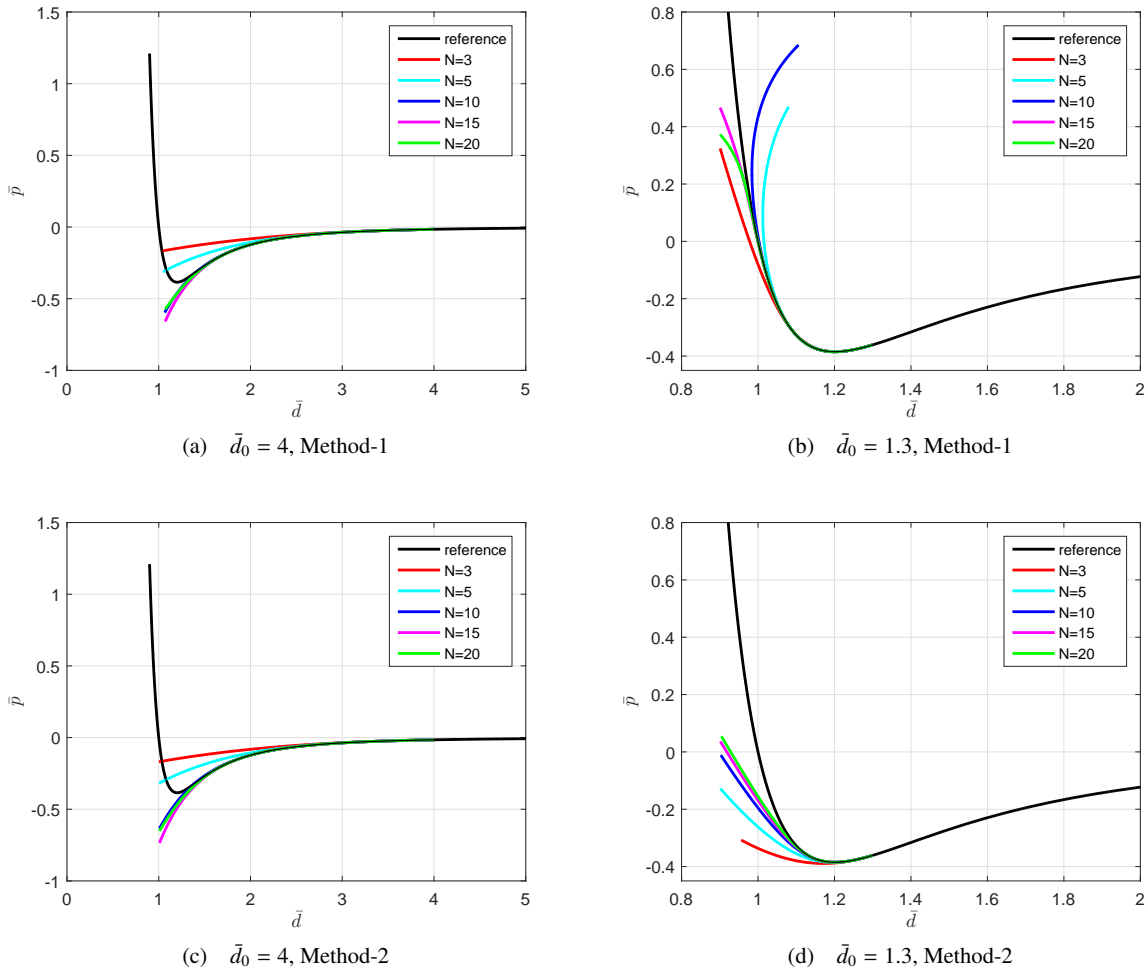 1.5
1
0.5
0
-0.5
-1
p̄
0 1 2 3 4 5
d̄
reference
N=3
N=5
N=10
N=15
N=20
(a) d̄₀ = 4, Method-1
0.8
0.6
0.4
0.2
0
-0.2
-0.4
p̄
0.8 1 1.2 1.4 1.6 1.8 2
d̄
reference
N=3
N=5
N=10
N=15
N=20
(b) d̄₀ = 1.3, Method-1
1.5
1
0.5
0
-0.5
-1
p̄
0 1 2 3 4 5
d̄
reference
N=3
N=5
N=10
N=15
N=20
(c) d̄₀ = 4, Method-2
0.8
0.6
0.4
0.2
0
-0.2
-0.4
p̄
0.8 1 1.2 1.4 1.6 1.8 2
d̄
reference
N=3
N=5
N=10
N=15
N=20
(d) d̄₀ = 1.3, Method-2